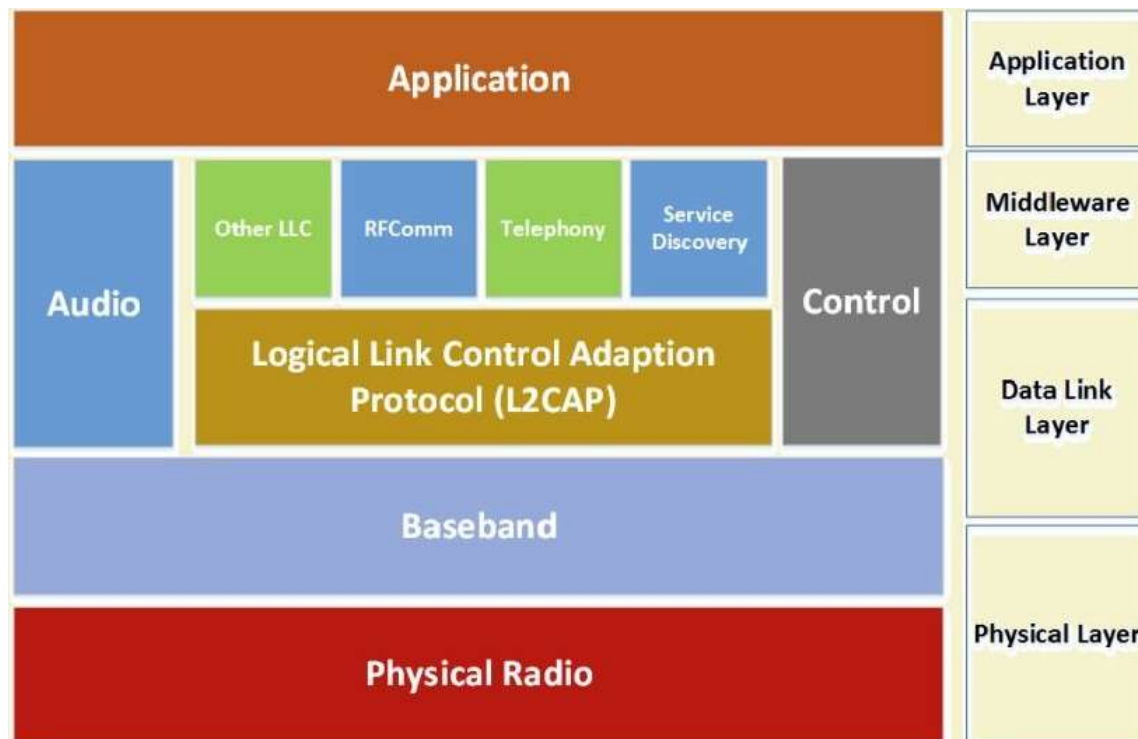 Application
Application
Layer
Audio
Other LLC
RFComm
Telephony
Service
Discovery
Control
Middleware
Layer
Logical Link Control Adaption
Protocol (L2CAP)
Data Link
Layer
Baseband
Physical Radio
Physical Layer